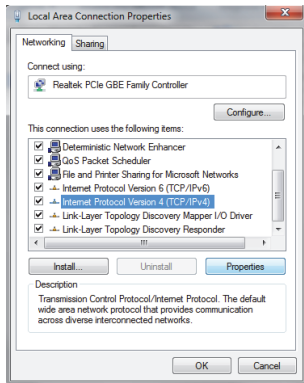 Local Area Connection Properties
Networking Sharing
Connect using:
Realtek PCIe GBE Family Controller
Configure...
This connection uses the following items:
Deterministic Network Enhancer
QoS Packet Scheduler
File and Printer Sharing for Microsoft Networks
Internet Protocol Version 6 (TCP/IPv6)
Internet Protocol Version 4 (TCP/IPv4)
Link-Layer Topology Discovery Mapper I/O Driver
Link-Layer Topology Discovery Responder
Install... Uninstall Properties
Description
Transmission Control Protocol/Internet Protocol. The default
wide area network protocol that provides communication
across diverse interconnected networks.
OK Cancel